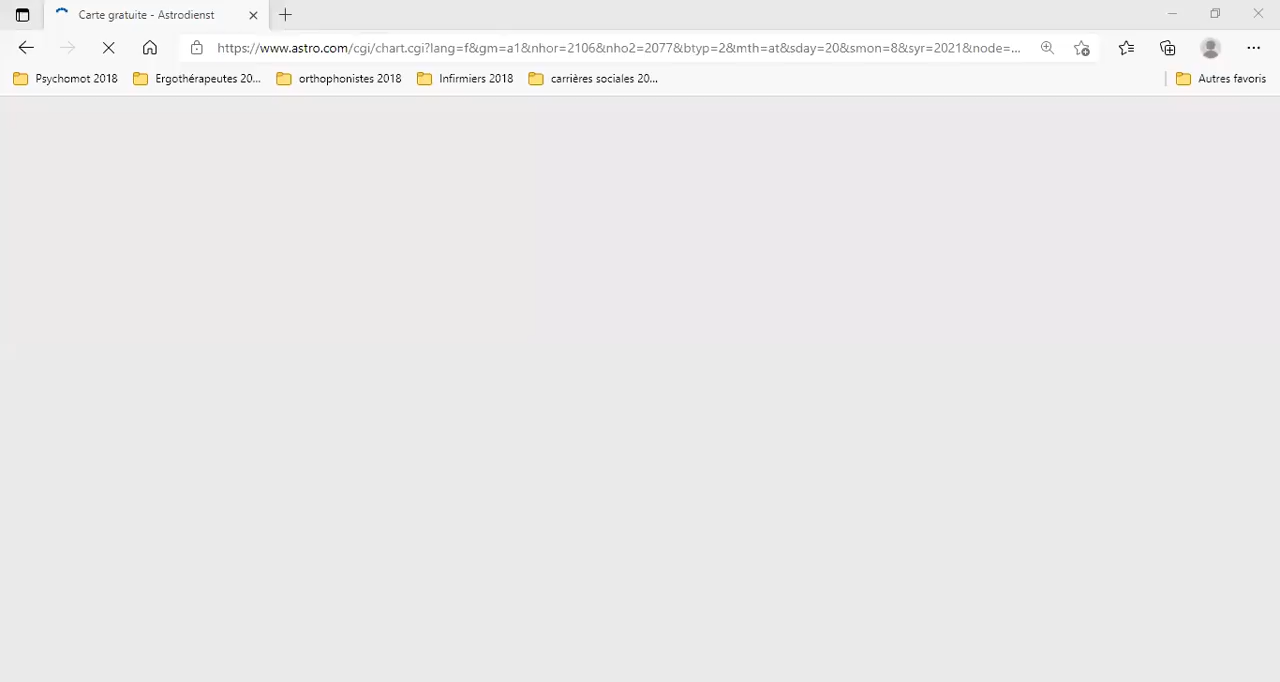 Carte gratuite - Astrodienst
https://www.astro.com/cgi/chart.cgi?lang=f&gm=a1&nhor=2106&nho2=2077&btyp=2&mth=at&sday=20&smon=8&syr=2021&node=...
Psychomot 2018 Ergothérapeutes 20... orthophonistes 2018 Infirmiers 2018 carrières sociales 20... Autres favoris